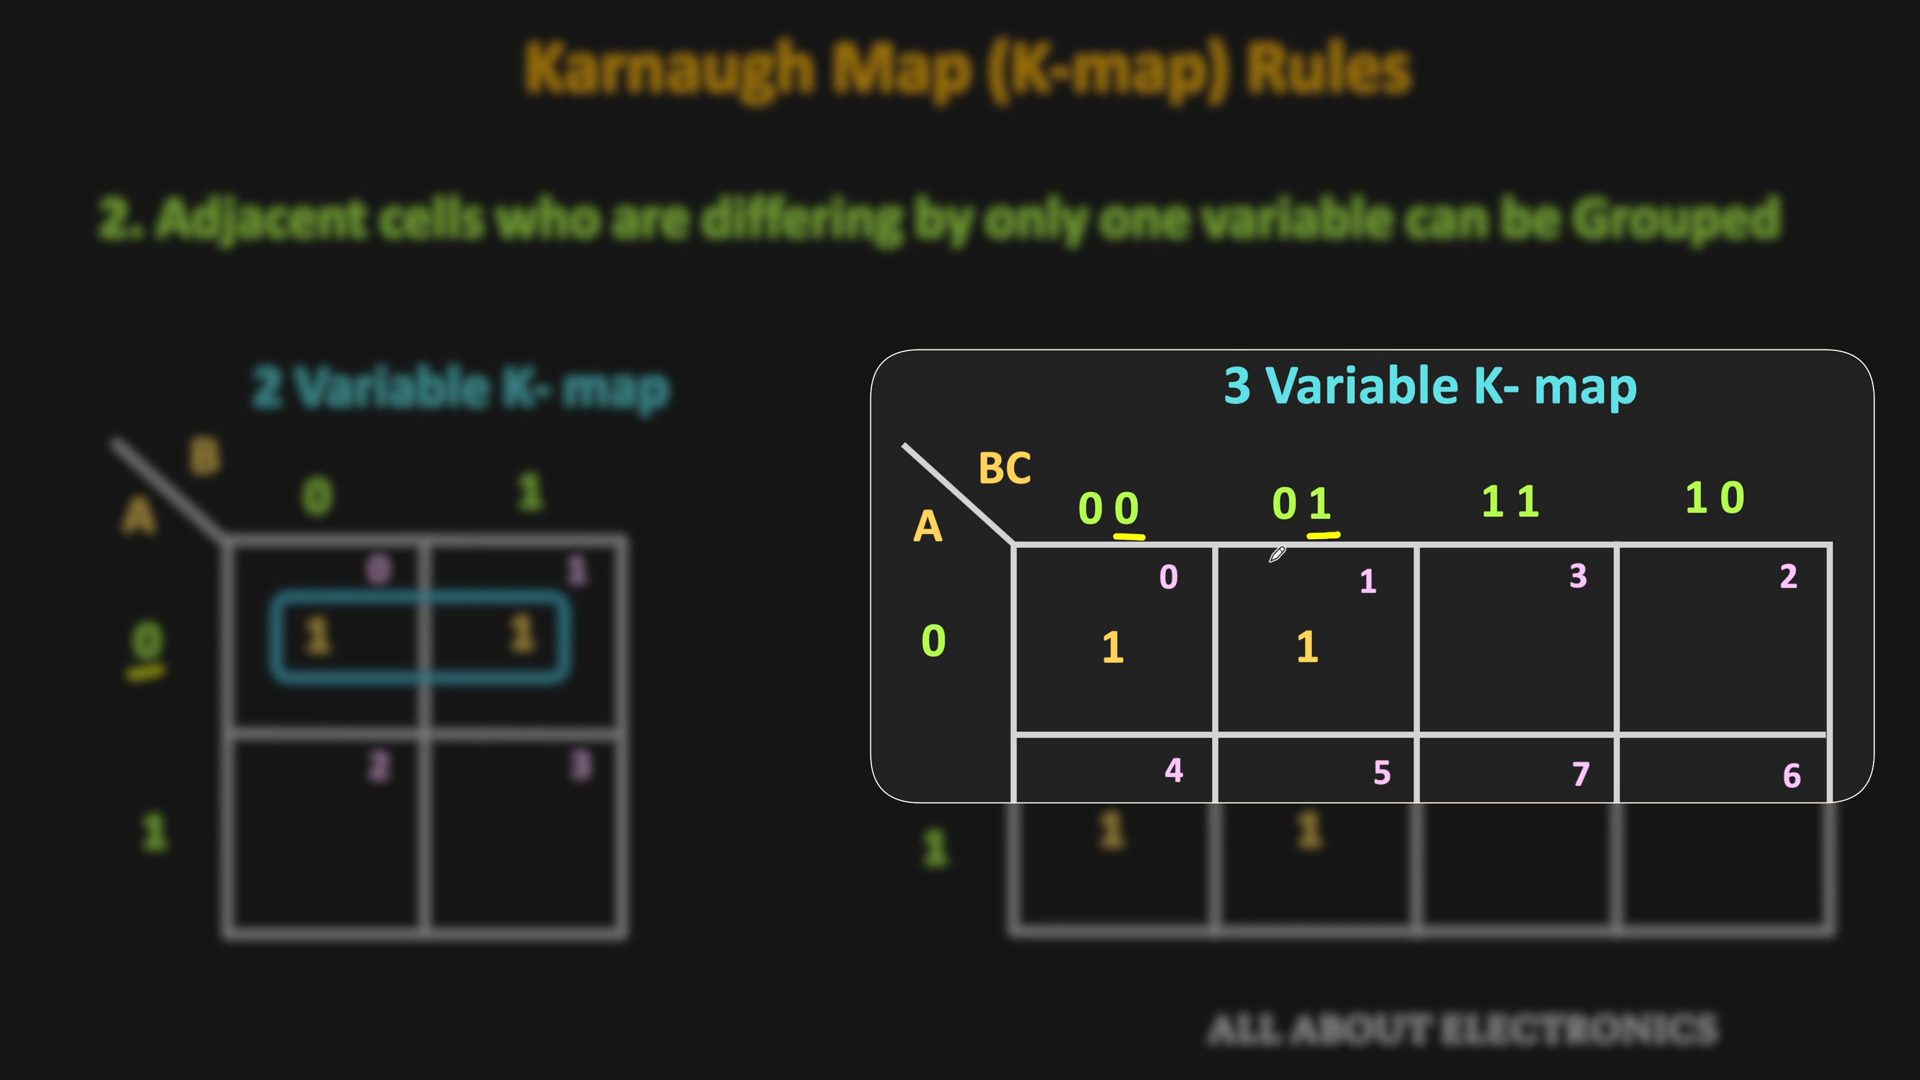 Karnaugh Map (K-map) Rules
2. Adjacent cells who are differing by only one variable can be Grouped
2 Variable K- map
B
A
0 1
0 1
0 1 1
2 3
1
3 Variable K- map
BC
A
0 0 0 1 1 1 1 0
0 1 3 2
0 1 1
4 5 7 6
1 1 1
ALL ABOUT ELECTRONICS